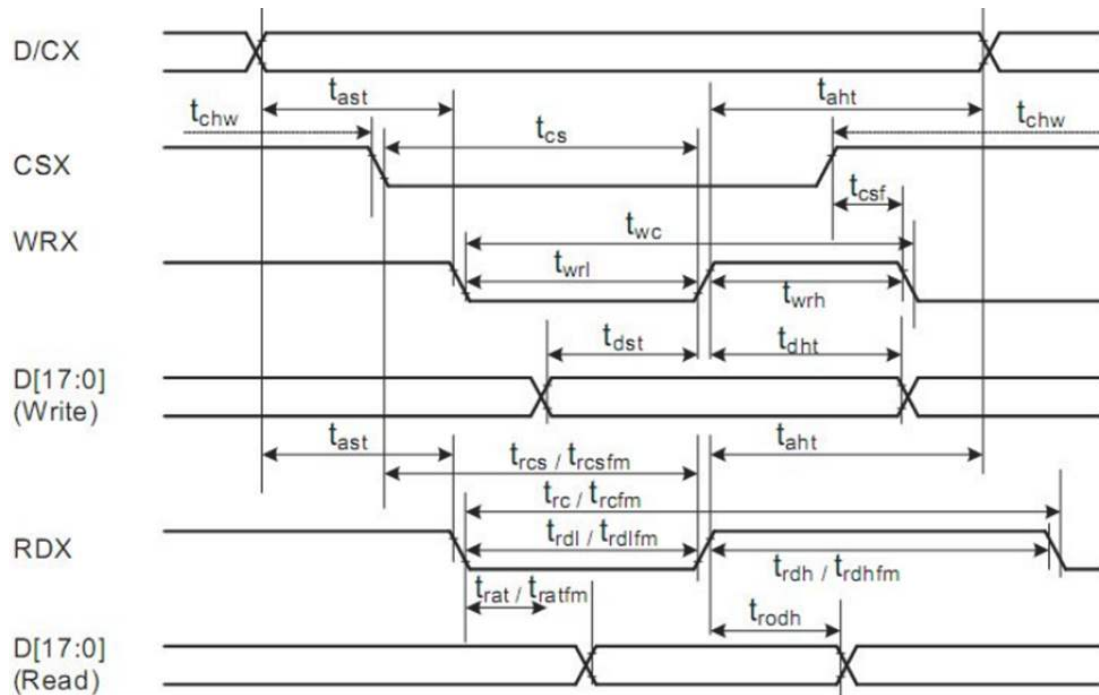 D/CX
t_ast
t_aht
t_chw
t_cs
t_chw
CSX
t_csf
WRX
t_wc
t_wrl
t_wrh
t_dst
t_dht
D[17:0]
(Write)
t_ast
t_aht
t_rcs / t_rcsfm
t_rc / t_rcfm
RDX
t_rdl / t_rdlfm
t_rdh / t_rdhfm
t_rat / t_ratfm
t_rodh
D[17:0]
(Read)